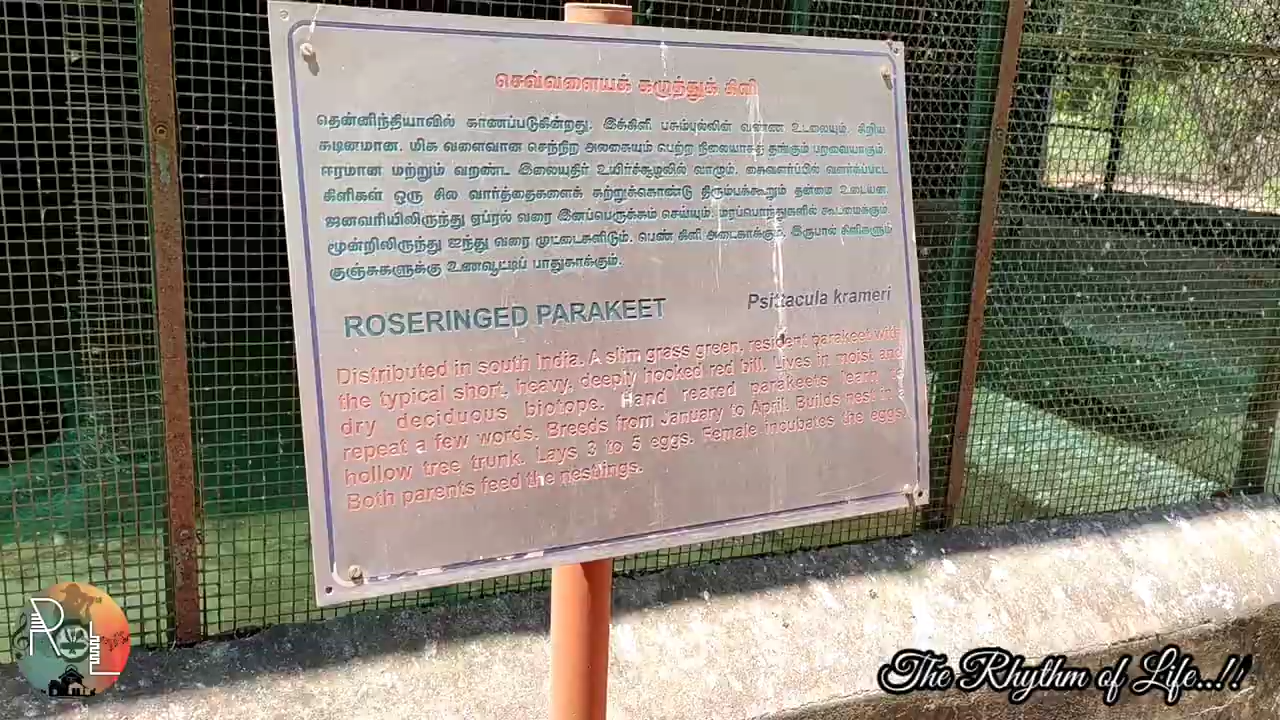 செவ்வளையக் கழுத்துக் கிளி
தென்னிந்தியாவில் காணப்படுகின்றது. இக்கிளி பசும்புல்லின் வண்ண உடலையும், சிறிய
கடினமான, மிக வளைவான செந்நிற அலகையும் பெற்ற நிலையாகத் தங்கும் பறவையாகும்.
ஈரமான மற்றும் வறண்ட இலையுதிர் உயிர்ச்சூழலில் வாழும். கைவளர்ப்பில் வளர்க்கப்பட்ட
கிளிகள் ஒரு சில வார்த்தைகளைக் கற்றுக்கொண்டு திரும்பக்கூறும் தன்மை உடையன.
ஜனவரியிலிருந்து ஏப்ரல் வரை இனப்பெருக்கம் செய்யும். மரப்பொந்துகளில் கூடமைக்கும்.
மூன்றிலிருந்து ஐந்து வரை முட்டைகளிடும். பெண் கிளி அடைகாக்கும். இருபால் கிளிகளும்
குஞ்சுகளுக்கு உணவூட்டிப் பாதுகாக்கும்.
ROSERINGED PARAKEET Psittacula krameri
Distributed in south India. A slim grass green, resident parakeet with
the typical short, heavy, deeply hooked red bill. Lives in moist and
dry deciduous biotope. Hand reared parakeets learn to
repeat a few words. Breeds from January to April. Builds nest in a
hollow tree trunk. Lays 3 to 5 eggs. Female incubates the eggs.
Both parents feed the nestlings.
R L
The Rhythm of Life...!!